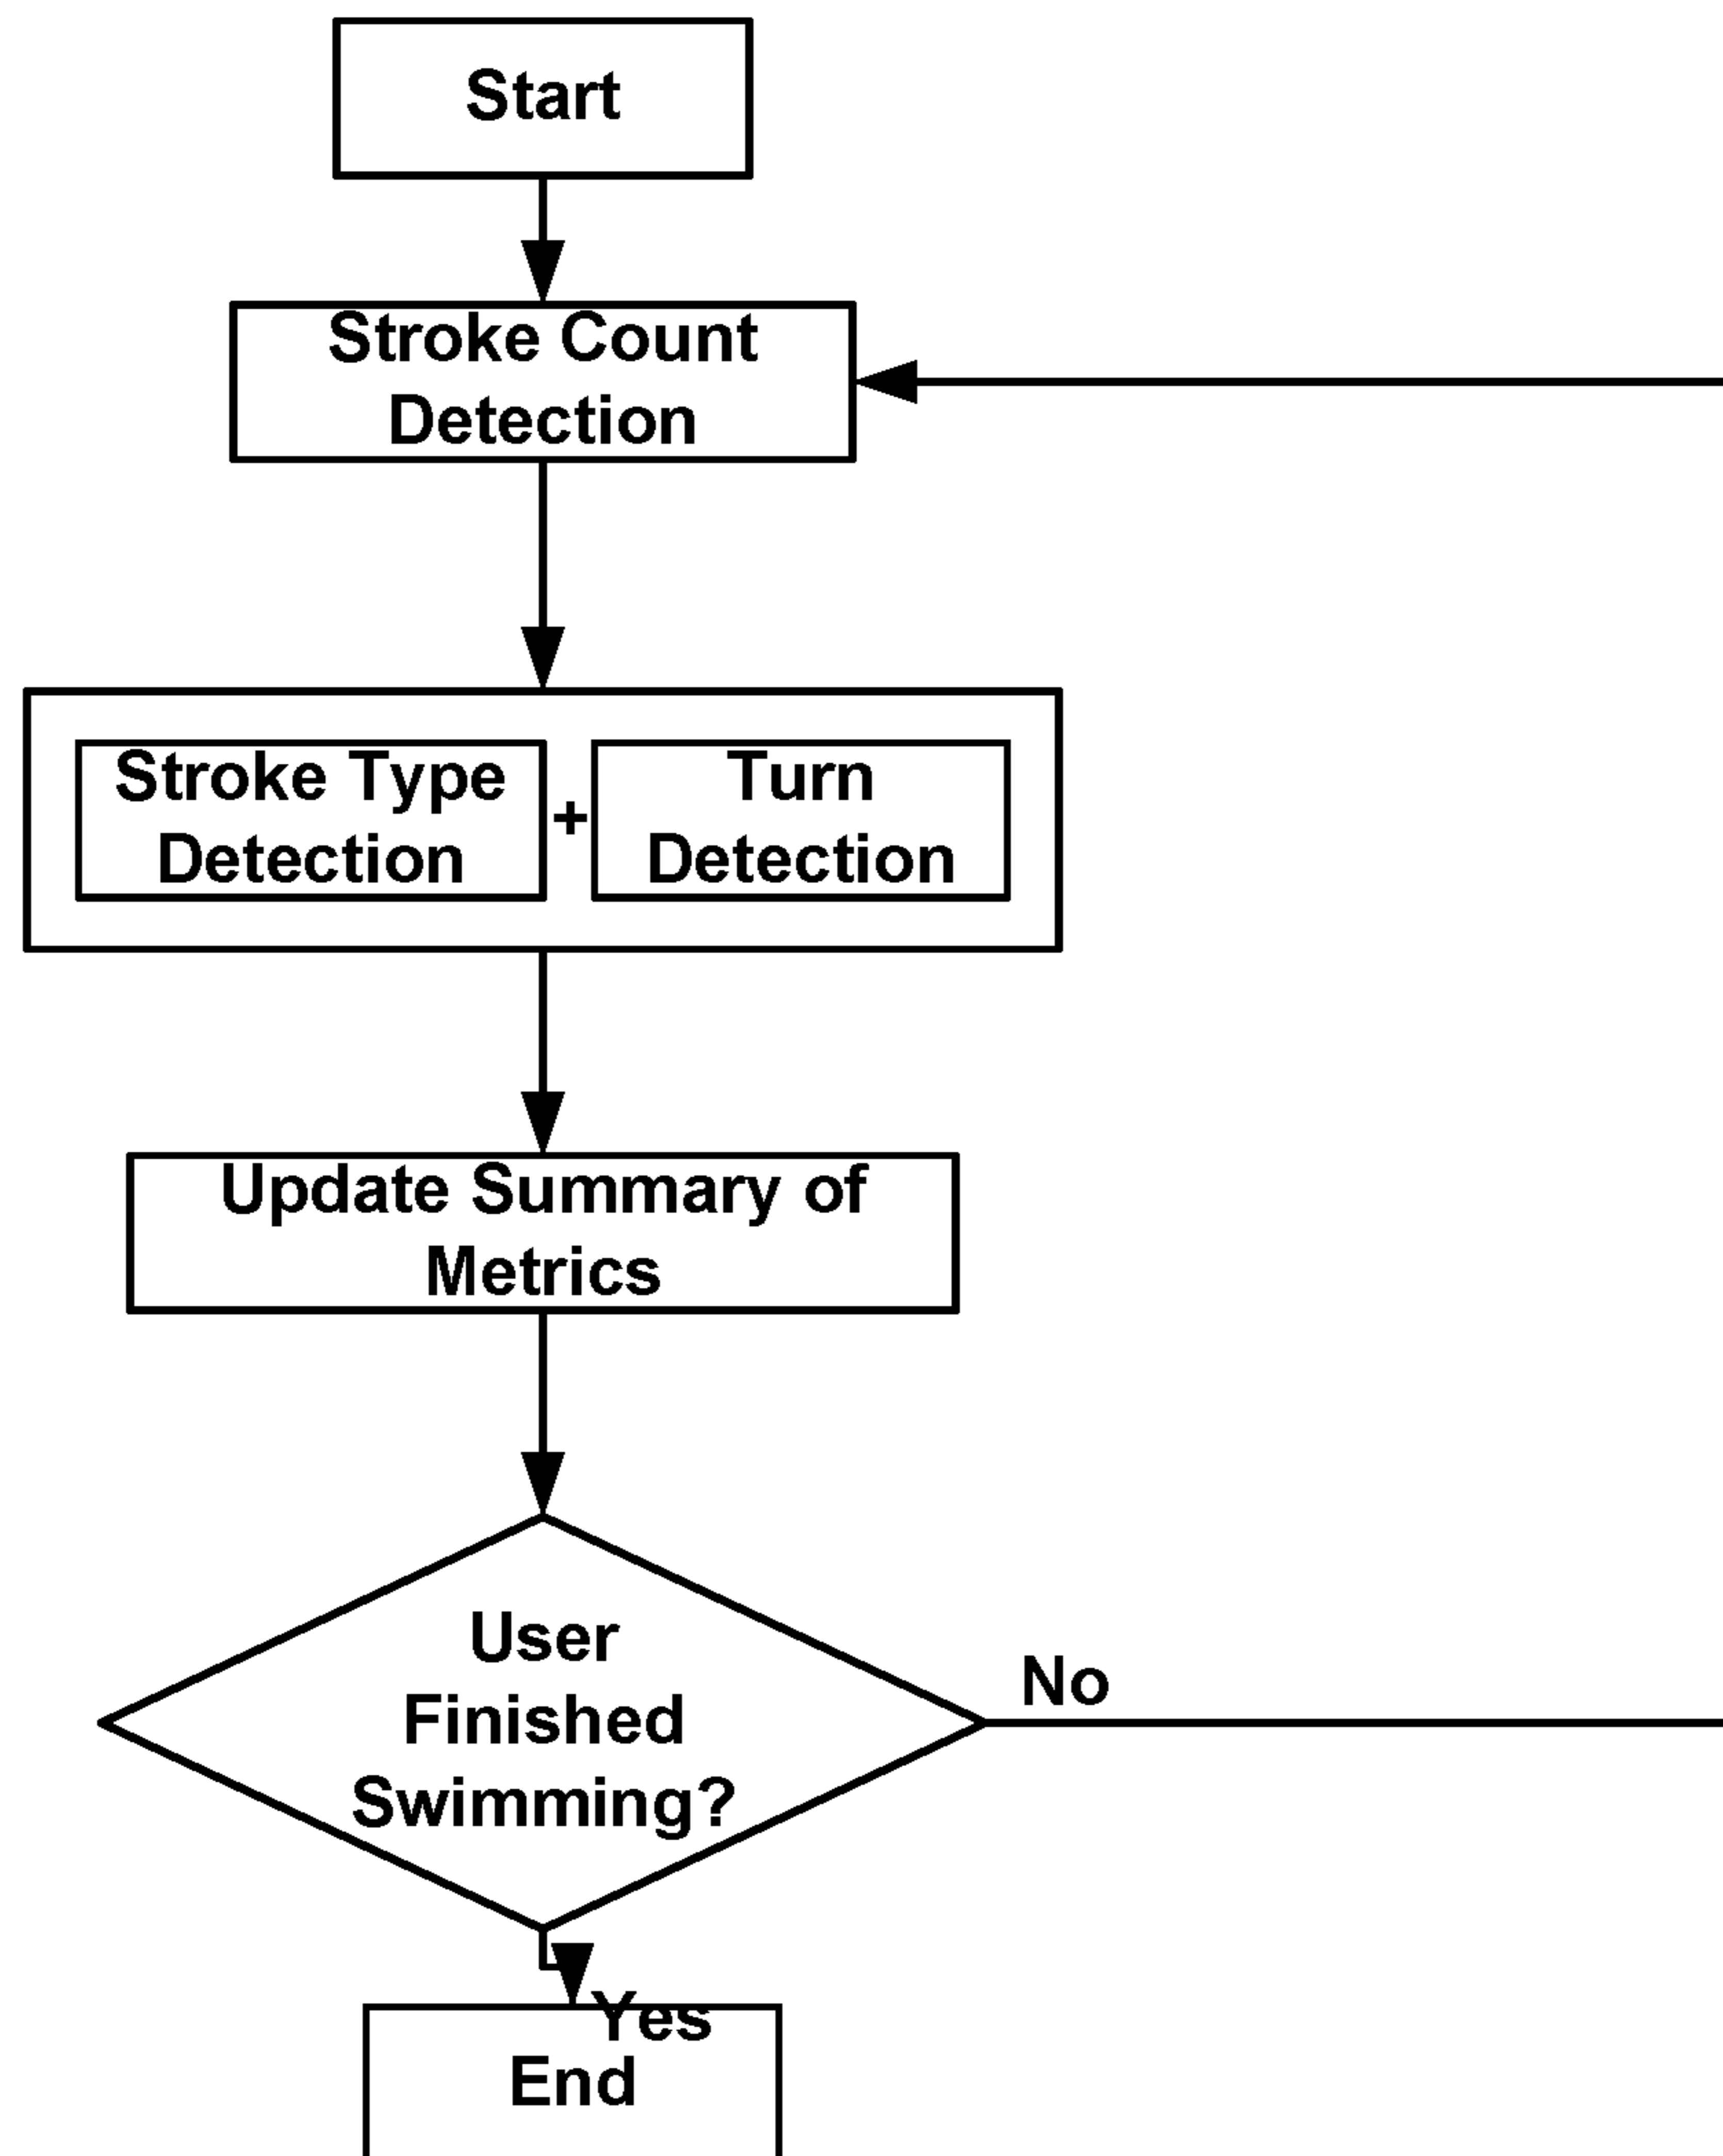 Start
Stroke Count
Detection
Stroke Type
Detection
+
Turn
Detection
Update Summary of
Metrics
User
Finished
Swimming?
No
Yes
End